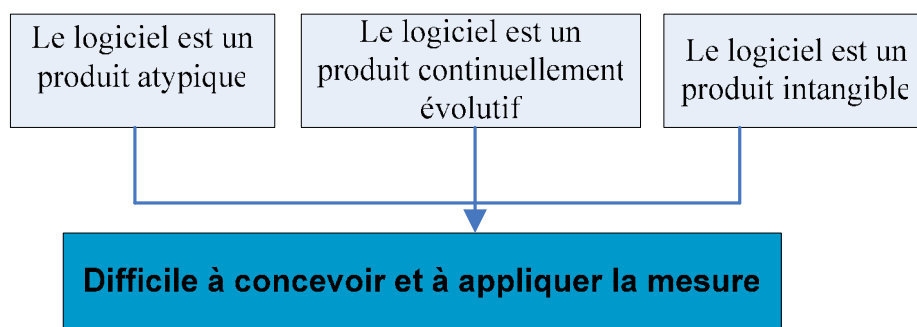 Le logiciel est un
produit atypique
Le logiciel est un
produit continuellement
évolutif
Le logiciel est un
produit intangible
Difficile à concevoir et à appliquer la mesure